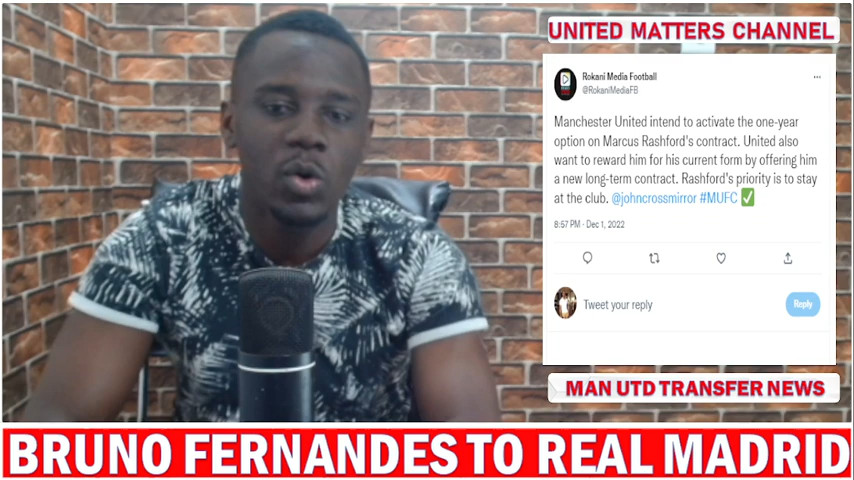 UNITED MATTERS CHANNEL
Rokani Media Football
@RokaniMediaFB
Manchester United intend to activate the one-year
option on Marcus Rashford's contract. United also
want to reward him for his current form by offering him
a new long-term contract. Rashford's priority is to stay
at the club. @johncrossmirror #MUFC ✅
8:57 PM · Dec 1, 2022
Tweet your reply
Reply
MAN UTD TRANSFER NEWS
BRUNO FERNANDES TO REAL MADRID